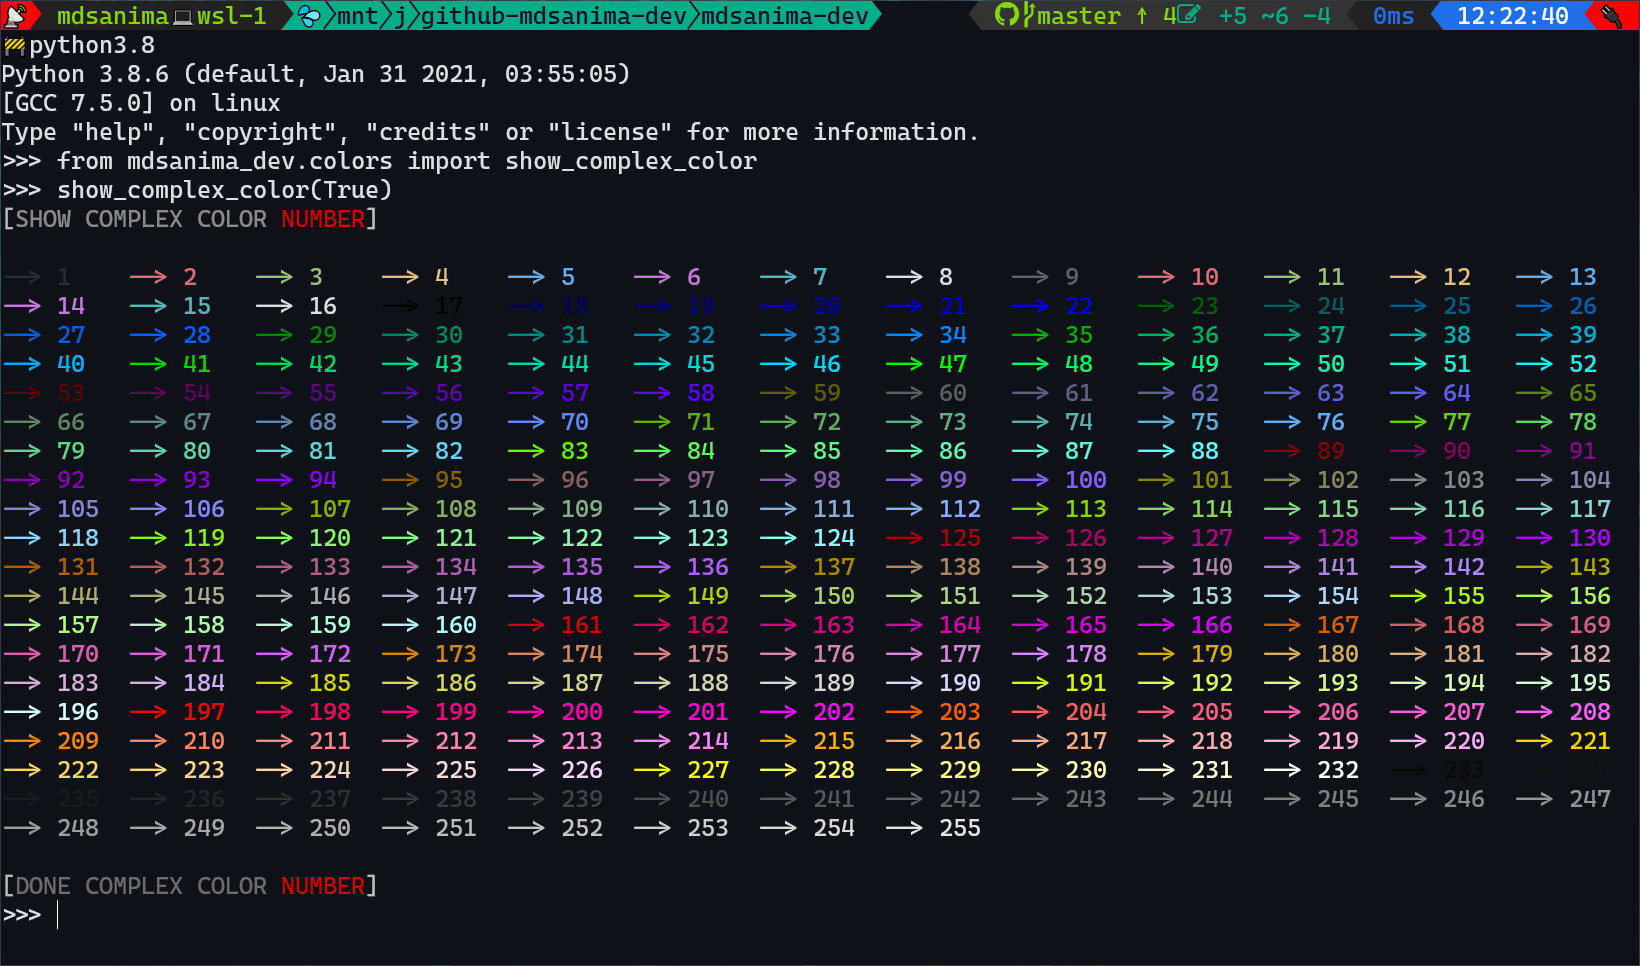 mdsanima wsl-1 mnt j github-mdsanima-dev mdsanima-dev master ↑ 4 +5 ~6 -4 0ms 12:22:40
python3.8
Python 3.8.6 (default, Jan 31 2021, 03:55:05)
[GCC 7.5.0] on linux
Type "help", "copyright", "credits" or "license" for more information.
>>> from mdsanima_dev.colors import show_complex_color
>>> show_complex_color(True)
[SHOW COMPLEX COLOR NUMBER]
⟶ 1 ⟶ 2 ⟶ 3 ⟶ 4 ⟶ 5 ⟶ 6 ⟶ 7 ⟶ 8 ⟶ 9 ⟶ 10 ⟶ 11 ⟶ 12 ⟶ 13
⟶ 14 ⟶ 15 ⟶ 16 ⟶ 17 ⟶ 18 ⟶ 19 ⟶ 20 ⟶ 21 ⟶ 22 ⟶ 23 ⟶ 24 ⟶ 25 ⟶ 26
⟶ 27 ⟶ 28 ⟶ 29 ⟶ 30 ⟶ 31 ⟶ 32 ⟶ 33 ⟶ 34 ⟶ 35 ⟶ 36 ⟶ 37 ⟶ 38 ⟶ 39
⟶ 40 ⟶ 41 ⟶ 42 ⟶ 43 ⟶ 44 ⟶ 45 ⟶ 46 ⟶ 47 ⟶ 48 ⟶ 49 ⟶ 50 ⟶ 51 ⟶ 52
⟶ 53 ⟶ 54 ⟶ 55 ⟶ 56 ⟶ 57 ⟶ 58 ⟶ 59 ⟶ 60 ⟶ 61 ⟶ 62 ⟶ 63 ⟶ 64 ⟶ 65
⟶ 66 ⟶ 67 ⟶ 68 ⟶ 69 ⟶ 70 ⟶ 71 ⟶ 72 ⟶ 73 ⟶ 74 ⟶ 75 ⟶ 76 ⟶ 77 ⟶ 78
⟶ 79 ⟶ 80 ⟶ 81 ⟶ 82 ⟶ 83 ⟶ 84 ⟶ 85 ⟶ 86 ⟶ 87 ⟶ 88 ⟶ 89 ⟶ 90 ⟶ 91
⟶ 92 ⟶ 93 ⟶ 94 ⟶ 95 ⟶ 96 ⟶ 97 ⟶ 98 ⟶ 99 ⟶ 100 ⟶ 101 ⟶ 102 ⟶ 103 ⟶ 104
⟶ 105 ⟶ 106 ⟶ 107 ⟶ 108 ⟶ 109 ⟶ 110 ⟶ 111 ⟶ 112 ⟶ 113 ⟶ 114 ⟶ 115 ⟶ 116 ⟶ 117
⟶ 118 ⟶ 119 ⟶ 120 ⟶ 121 ⟶ 122 ⟶ 123 ⟶ 124 ⟶ 125 ⟶ 126 ⟶ 127 ⟶ 128 ⟶ 129 ⟶ 130
⟶ 131 ⟶ 132 ⟶ 133 ⟶ 134 ⟶ 135 ⟶ 136 ⟶ 137 ⟶ 138 ⟶ 139 ⟶ 140 ⟶ 141 ⟶ 142 ⟶ 143
⟶ 144 ⟶ 145 ⟶ 146 ⟶ 147 ⟶ 148 ⟶ 149 ⟶ 150 ⟶ 151 ⟶ 152 ⟶ 153 ⟶ 154 ⟶ 155 ⟶ 156
⟶ 157 ⟶ 158 ⟶ 159 ⟶ 160 ⟶ 161 ⟶ 162 ⟶ 163 ⟶ 164 ⟶ 165 ⟶ 166 ⟶ 167 ⟶ 168 ⟶ 169
⟶ 170 ⟶ 171 ⟶ 172 ⟶ 173 ⟶ 174 ⟶ 175 ⟶ 176 ⟶ 177 ⟶ 178 ⟶ 179 ⟶ 180 ⟶ 181 ⟶ 182
⟶ 183 ⟶ 184 ⟶ 185 ⟶ 186 ⟶ 187 ⟶ 188 ⟶ 189 ⟶ 190 ⟶ 191 ⟶ 192 ⟶ 193 ⟶ 194 ⟶ 195
⟶ 196 ⟶ 197 ⟶ 198 ⟶ 199 ⟶ 200 ⟶ 201 ⟶ 202 ⟶ 203 ⟶ 204 ⟶ 205 ⟶ 206 ⟶ 207 ⟶ 208
⟶ 209 ⟶ 210 ⟶ 211 ⟶ 212 ⟶ 213 ⟶ 214 ⟶ 215 ⟶ 216 ⟶ 217 ⟶ 218 ⟶ 219 ⟶ 220 ⟶ 221
⟶ 222 ⟶ 223 ⟶ 224 ⟶ 225 ⟶ 226 ⟶ 227 ⟶ 228 ⟶ 229 ⟶ 230 ⟶ 231 ⟶ 232 ⟶ 233
⟶ 235 ⟶ 236 ⟶ 237 ⟶ 238 ⟶ 239 ⟶ 240 ⟶ 241 ⟶ 242 ⟶ 243 ⟶ 244 ⟶ 245 ⟶ 246 ⟶ 247
⟶ 248 ⟶ 249 ⟶ 250 ⟶ 251 ⟶ 252 ⟶ 253 ⟶ 254 ⟶ 255
[DONE COMPLEX COLOR NUMBER]
>>>